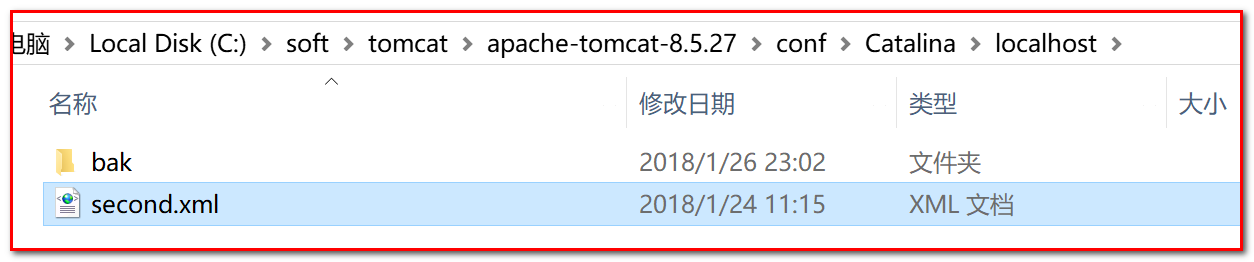 电脑 > Local Disk (C:) > soft > tomcat > apache-tomcat-8.5.27 > conf > Catalina > localhost >
名称 修改日期 类型 大小
bak 2018/1/26 23:02 文件夹
second.xml 2018/1/24 11:15 XML 文档